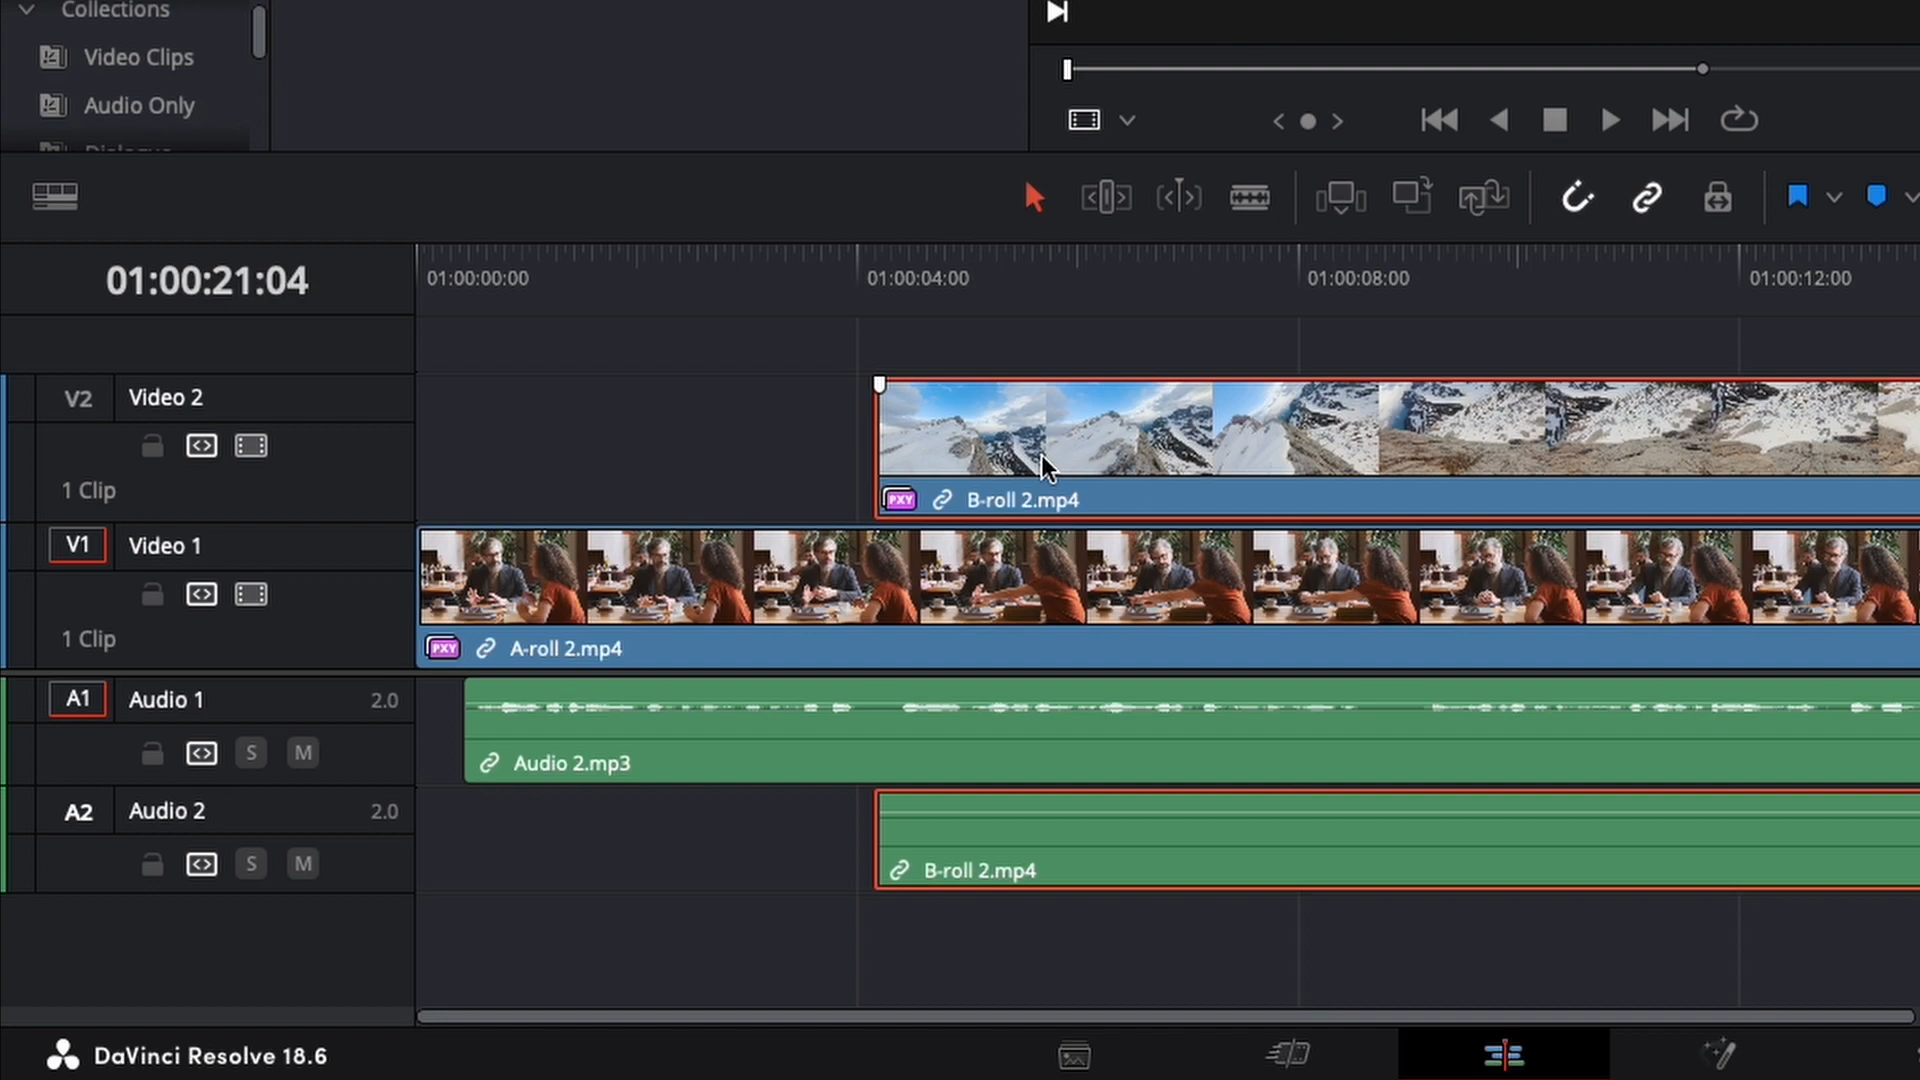 Collections
Video Clips
Audio Only
Dialogue
01:00:21:04
01:00:00:00
01:00:04:00
01:00:08:00
01:00:12:00
V2 Video 2
1 Clip
PXY B-roll 2.mp4
V1 Video 1
1 Clip
PXY A-roll 2.mp4
A1 Audio 1 2.0
S M
Audio 2.mp3
A2 Audio 2 2.0
S M
B-roll 2.mp4
DaVinci Resolve 18.6